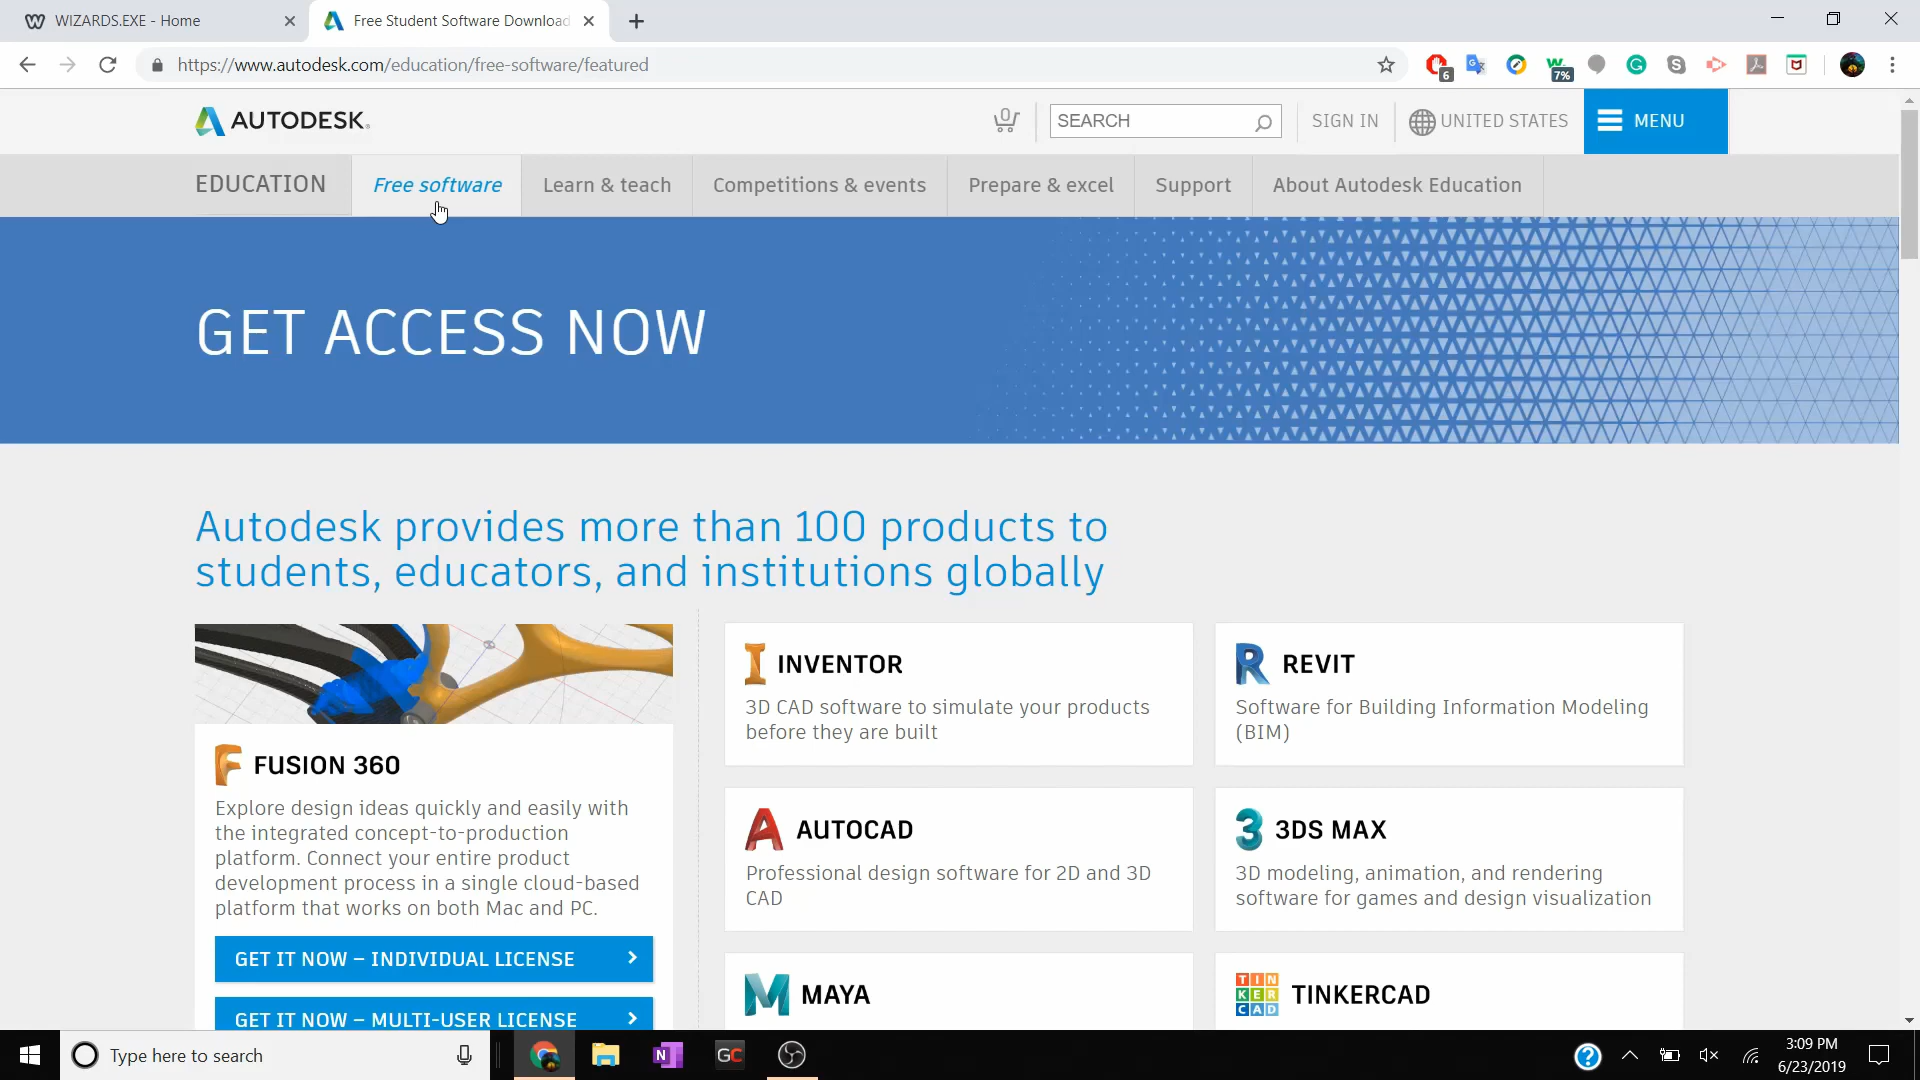 WIZARDS.EXE - Home
Free Student Software Download
https://www.autodesk.com/education/free-software/featured
6
7%
AUTODESK.
0
SEARCH
SIGN IN
UNITED STATES
MENU
EDUCATION
Free software
Learn & teach
Competitions & events
Prepare & excel
Support
About Autodesk Education
GET ACCESS NOW
Autodesk provides more than 100 products to
students, educators, and institutions globally
FUSION 360
Explore design ideas quickly and easily with
the integrated concept-to-production
platform. Connect your entire product
development process in a single cloud-based
platform that works on both Mac and PC.
GET IT NOW – INDIVIDUAL LICENSE
GET IT NOW – MULTI-USER LICENSE
INVENTOR
3D CAD software to simulate your products
before they are built
REVIT
Software for Building Information Modeling
(BIM)
AUTOCAD
Professional design software for 2D and 3D
CAD
3DS MAX
3D modeling, animation, and rendering
software for games and design visualization
MAYA
TIN
KER
CAD
TINKERCAD
Type here to search
N
GC
3:09 PM
6/23/2019